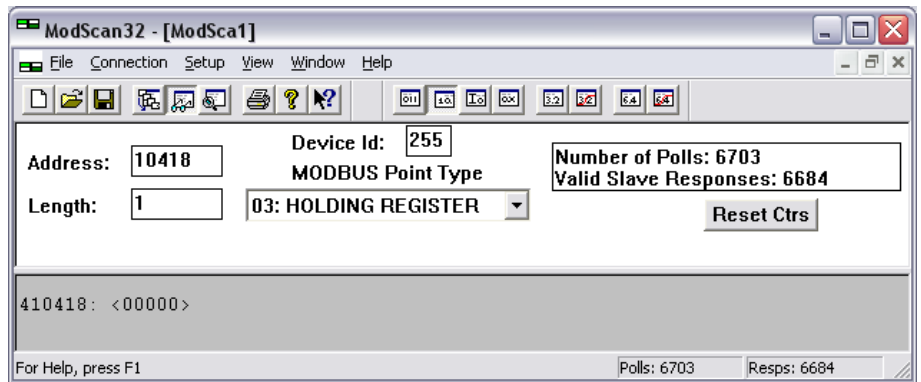 ModScan32 - [ModSca1]
File Connection Setup View Window Help
Address: 10418
Device Id: 255
MODBUS Point Type
Length: 1
03: HOLDING REGISTER
Number of Polls: 6703
Valid Slave Responses: 6684
Reset Ctrs
410418: <00000>
For Help, press F1
Polls: 6703
Resps: 6684